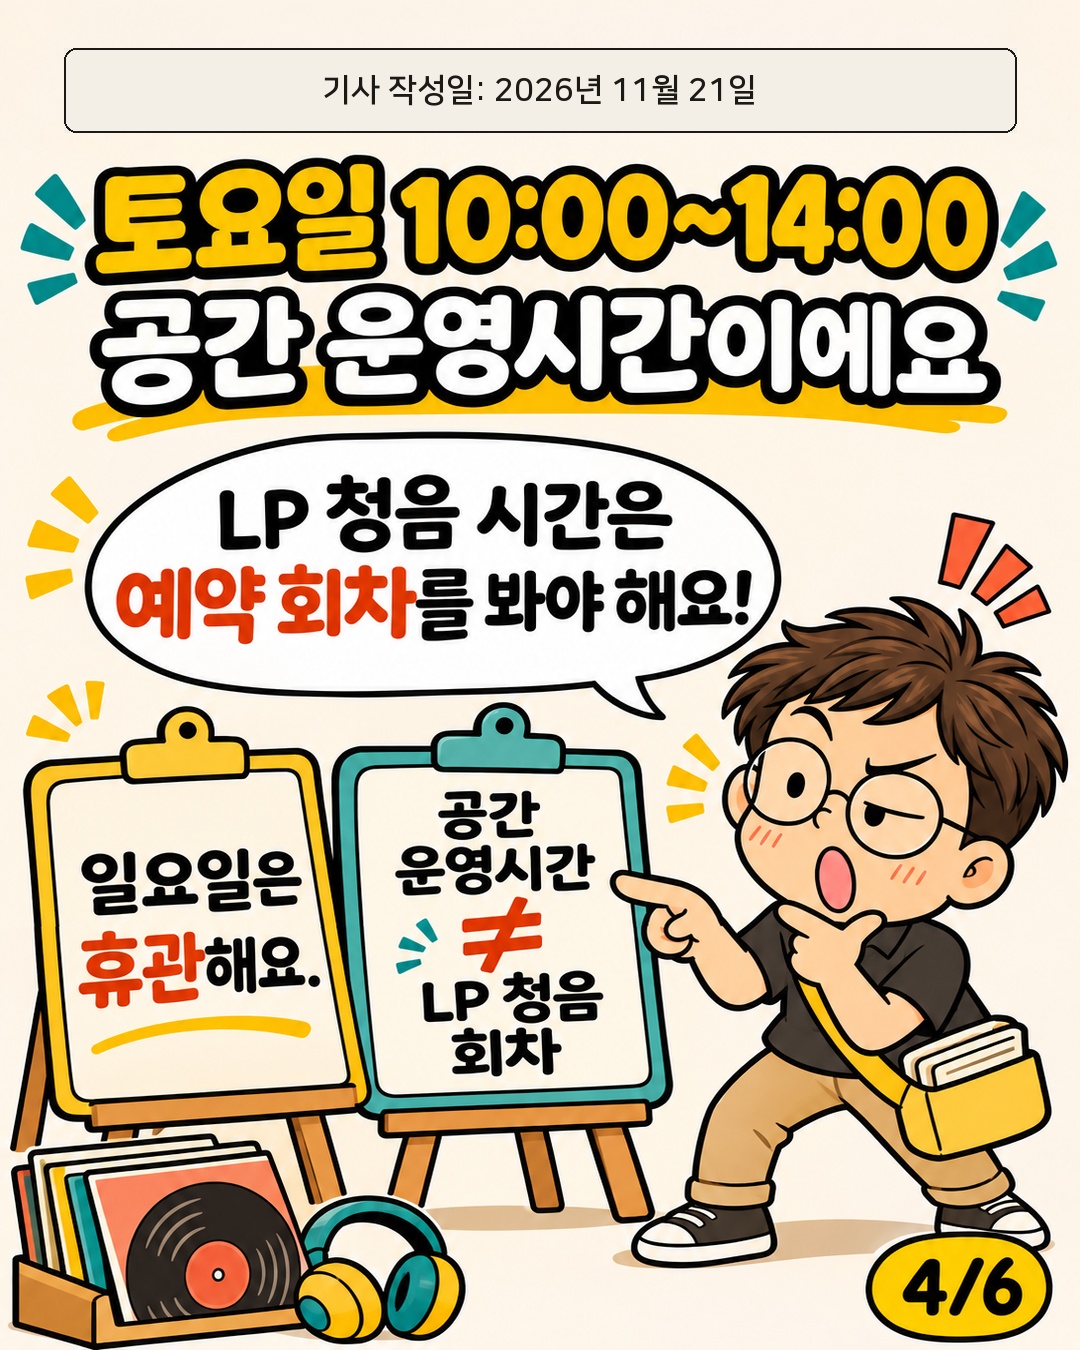 기사 작성일: 2026년 11월 21일
토요일 10:00~14:00
공간 운영시간이에요
LP 청음 시간은
예약 회차를 봐야 해요!
일요일은
휴관해요.
공간
운영시간
≠
LP 청음
회차
4/6